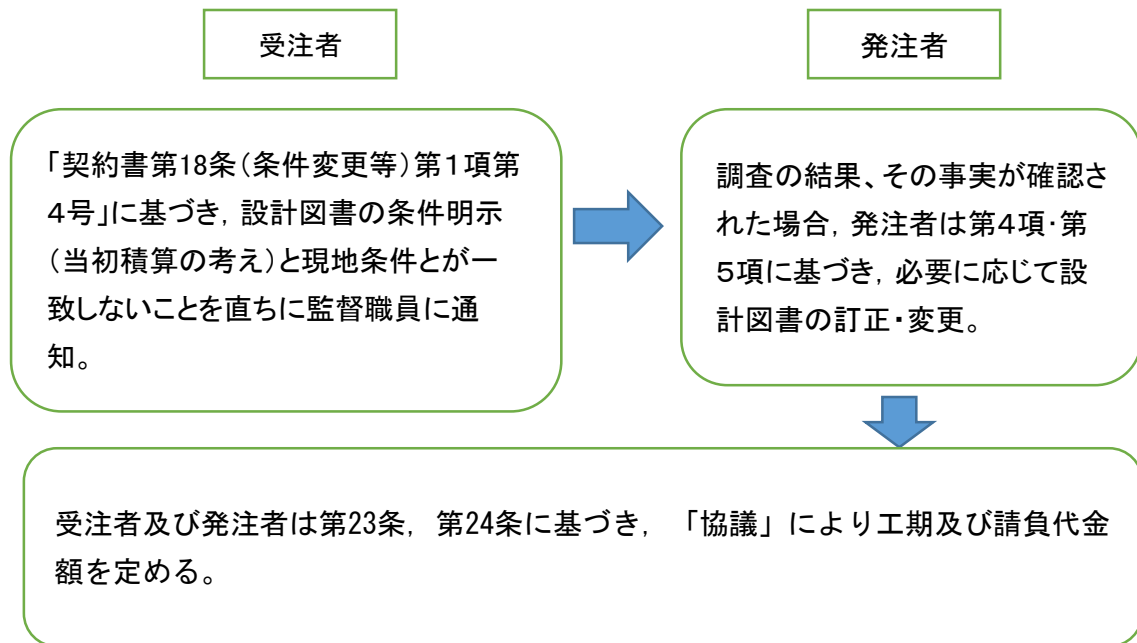 受注者
発注者
「契約書第18条（条件変更等）第１項第
４号」に基づき，設計図書の条件明示
（当初積算の考え）と現地条件とが一
致しないことを直ちに監督職員に通
知。
調査の結果、その事実が確認さ
れた場合，発注者は第４項・第
５項に基づき，必要に応じて設
計図書の訂正・変更。
受注者及び発注者は第23条，第24条に基づき，「協議」により工期及び請負代金
額を定める。